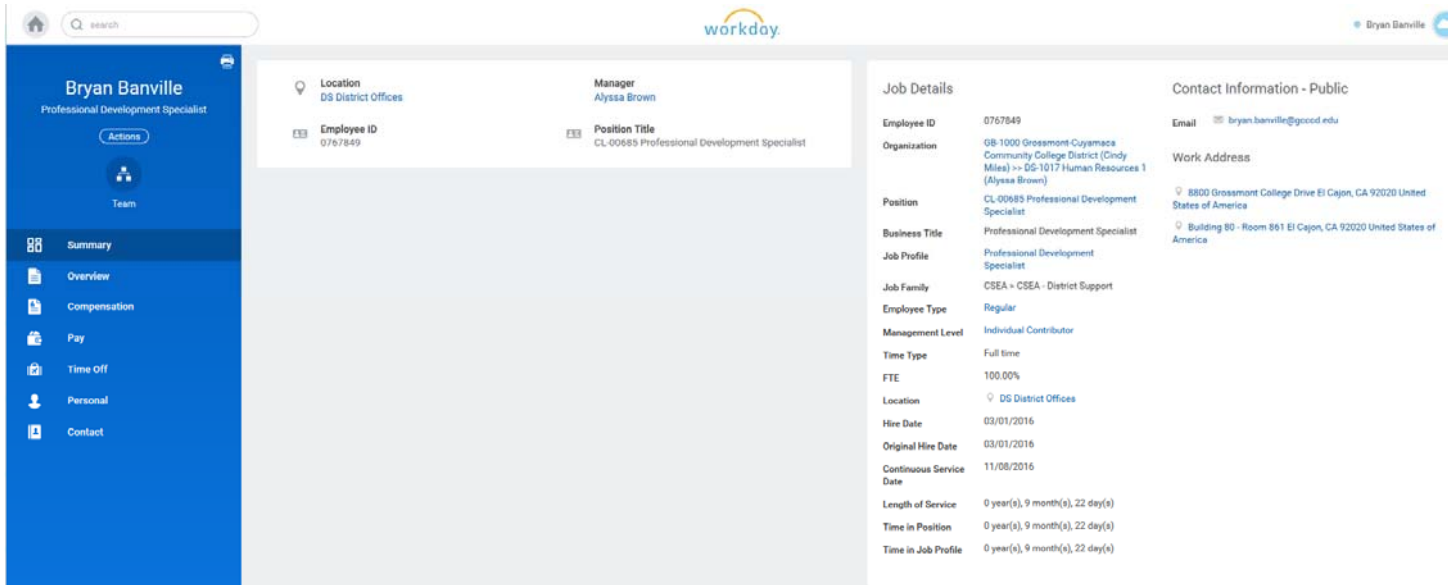 search
workday.
Bryan Banville
Bryan Banville
Professional Development Specialist
Actions
Team
Summary
Overview
Compensation
Pay
Time Off
Personal
Contact
Location
DS District Offices
Manager
Alyssa Brown
Employee ID
0767849
Position Title
CL-00685 Professional Development Specialist
Job Details
Employee ID 0767849
Organization GB-1000 Grossmont-Cuyamaca
Community College District (Cindy
Miles) >> DS-1017 Human Resources 1
(Alyssa Brown)
Position CL-00685 Professional Development
Specialist
Business Title Professional Development Specialist
Job Profile Professional Development
Specialist
Job Family CSEA > CSEA - District Support
Employee Type Regular
Management Level Individual Contributor
Time Type Full time
FTE 100.00%
Location DS District Offices
Hire Date 03/01/2016
Original Hire Date 03/01/2016
Continuous Service 11/08/2016
Date
Length of Service 0 year(s), 9 month(s), 22 day(s)
Time in Position 0 year(s), 9 month(s), 22 day(s)
Time in Job Profile 0 year(s), 9 month(s), 22 day(s)
Contact Information - Public
Email bryan.banville@gcccd.edu
Work Address
8800 Grossmont College Drive El Cajon, CA 92020 United
States of America
Building 80 - Room 861 El Cajon, CA 92020 United States of
America